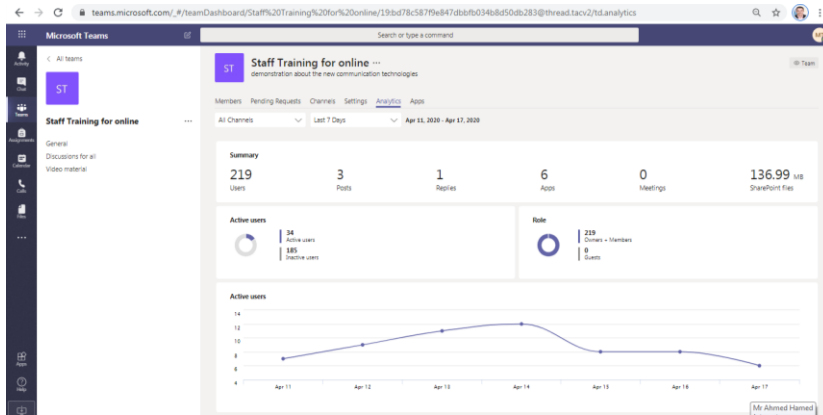 teams.microsoft.com/_#/teamDashboard/Staff%20Training%20for%20online/19:bd78c587f9e847dbbfb034b8d50db283@thread.tacv2/td.analytics
Microsoft Teams
Search or type a command
Activity
Chat
Teams
Assignments
Calendar
Calls
Files
Apps
Help
All teams
ST
Staff Training for online ...
General
Discussions for all
Video material
ST
Staff Training for online ...
demonstration about the new communication technologies
Team
Members Pending Requests Channels Settings Analytics Apps
All Channels Last 7 Days Apr 11, 2020 - Apr 17, 2020
Summary
219 3 1 6 0 136.99 MB
Users Posts Replies Apps Meetings SharePoint files
Active users
34
Active users
185
Inactive users
Role
219
Owners + Members
0
Guests
Active users
14
12
10
8
6
4
Apr 11 Apr 12 Apr 13 Apr 14 Apr 15 Apr 16 Apr 17
Mr Ahmed Hamed